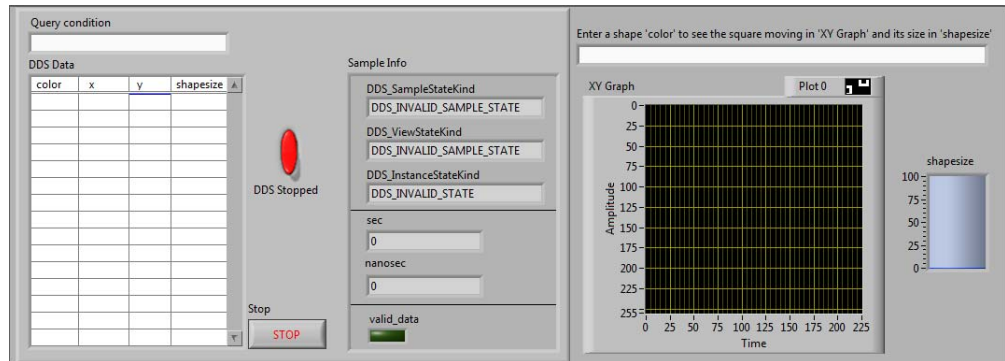 Query condition
DDS Data
color x y shapesize
DDS Stopped
Stop
STOP
Sample Info
DDS_SampleStateKind
DDS_INVALID_SAMPLE_STATE
DDS_ViewStateKind
DDS_INVALID_SAMPLE_STATE
DDS_InstanceStateKind
DDS_INVALID_STATE
sec
0
nanosec
0
valid_data
Enter a shape 'color' to see the square moving in 'XY Graph' and its size in 'shapesize'
XY Graph
Plot 0
Amplitude
0
25
50
75
100
125
150
175
200
225
255
0 25 50 75 100 125 150 175 200 225
Time
shapesize
100
75
50
25
0